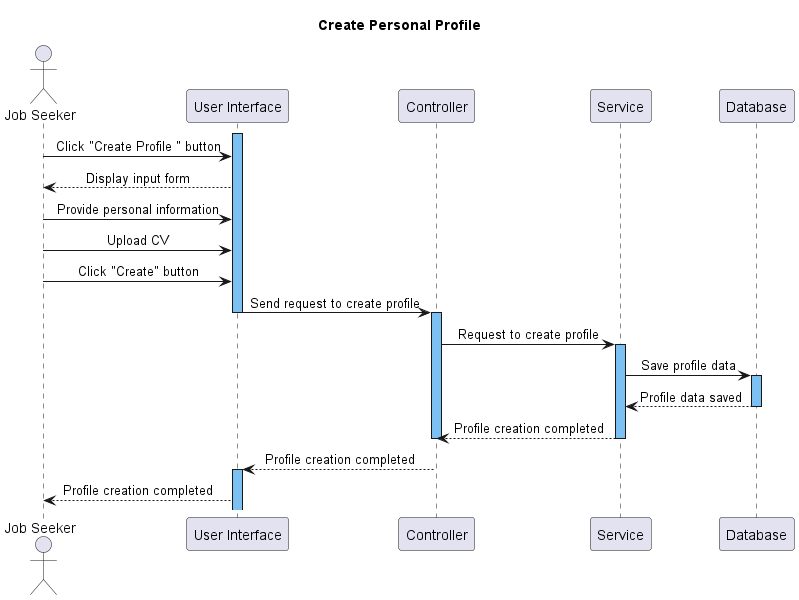 Create Personal Profile
Job Seeker
User Interface
Controller
Service
Database
Click "Create Profile " button
Display input form
Provide personal information
Upload CV
Click "Create" button
Send request to create profile
Request to create profile
Save profile data
Profile data saved
Profile creation completed
Profile creation completed
Profile creation completed
Job Seeker
User Interface
Controller
Service
Database